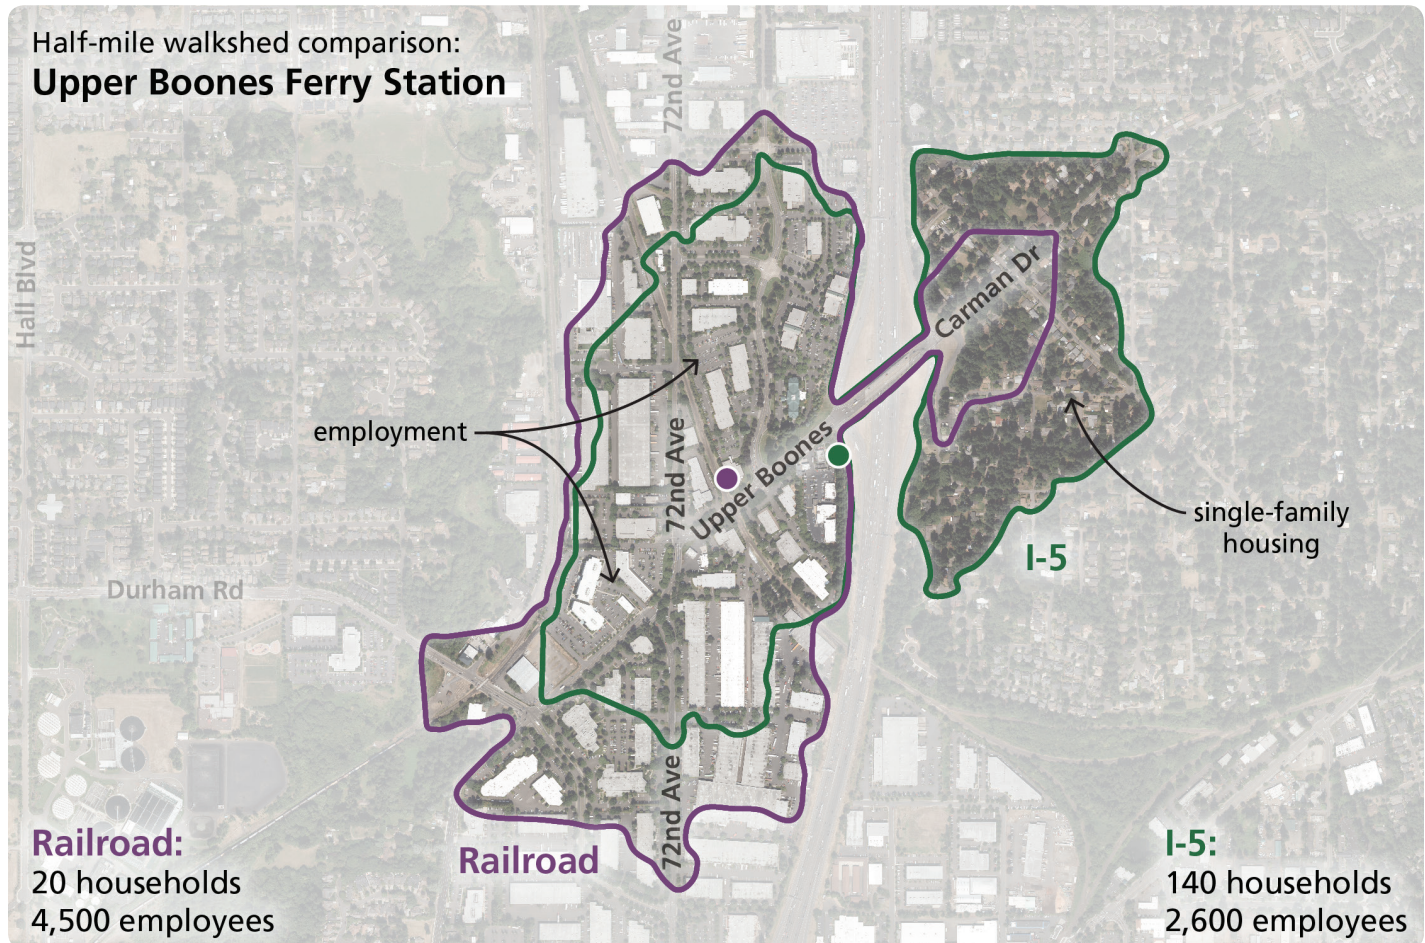 Half-mile walkshed comparison:
Upper Boones Ferry Station
72nd Ave
Hall Blvd
Carman Dr
employment
72nd Ave
Upper Boones
single-family
housing
I-5
Durham Rd
72nd Ave
Railroad
Railroad:
20 households
4,500 employees
I-5:
140 households
2,600 employees